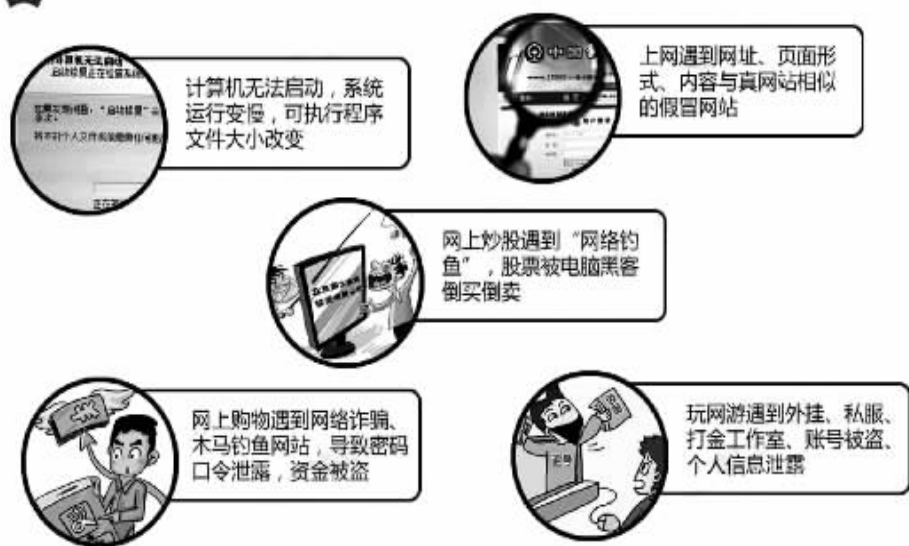 计算机无法启动，系统
运行变慢，可执行程序
文件大小改变
上网遇到网址、页面形
式、内容与真网站相似
的假冒网站
网上炒股遇到“网络钓
鱼”，股票被电脑黑客
倒买倒卖
网上购物遇到网络诈骗、
木马钓鱼网站，导致密码
口令泄露，资金被盗
玩网游遇到外挂、私服、
打金工作室、账号被盗、
个人信息泄露